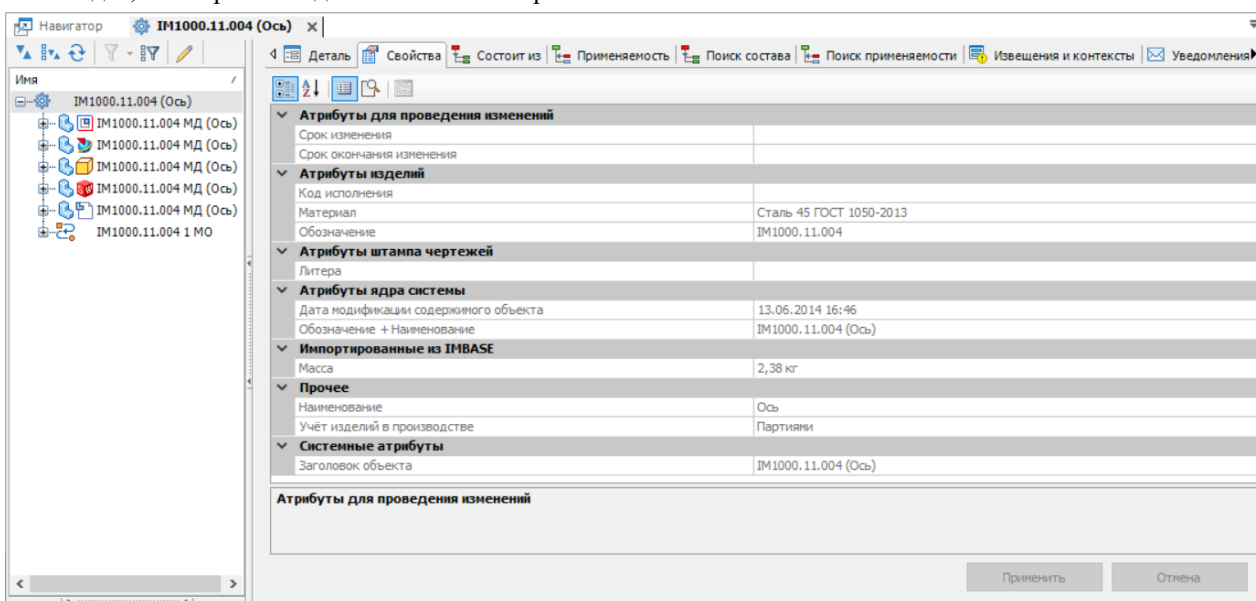 Навигатор
IM1000.11.004 (Ось)
Деталь
Свойства
Состоит из
Применяемость
Поиск состава
Поиск применяемости
Извещения и контексты
Уведомления
Имя
IM1000.11.004 (Ось)
IM1000.11.004 МД (Ось)
IM1000.11.004 МД (Ось)
IM1000.11.004 МД (Ось)
IM1000.11.004 МД (Ось)
IM1000.11.004 МД (Ось)
IM1000.11.004 1 МО
Атрибуты для проведения изменений
Срок изменения
Срок окончания изменения
Атрибуты изделий
Код исполнения
Материал Сталь 45 ГОСТ 1050-2013
Обозначение IM1000.11.004
Атрибуты штампа чертежей
Литера
Атрибуты ядра системы
Дата модификации содержимого объекта 13.06.2014 16:46
Обозначение + Наименование IM1000.11.004 (Ось)
Импортированные из IMBASE
Масса 2,38 кг
Прочее
Наименование Ось
Учёт изделий в производстве Партиями
Системные атрибуты
Заголовок объекта IM1000.11.004 (Ось)
Атрибуты для проведения изменений
Применить
Отмена